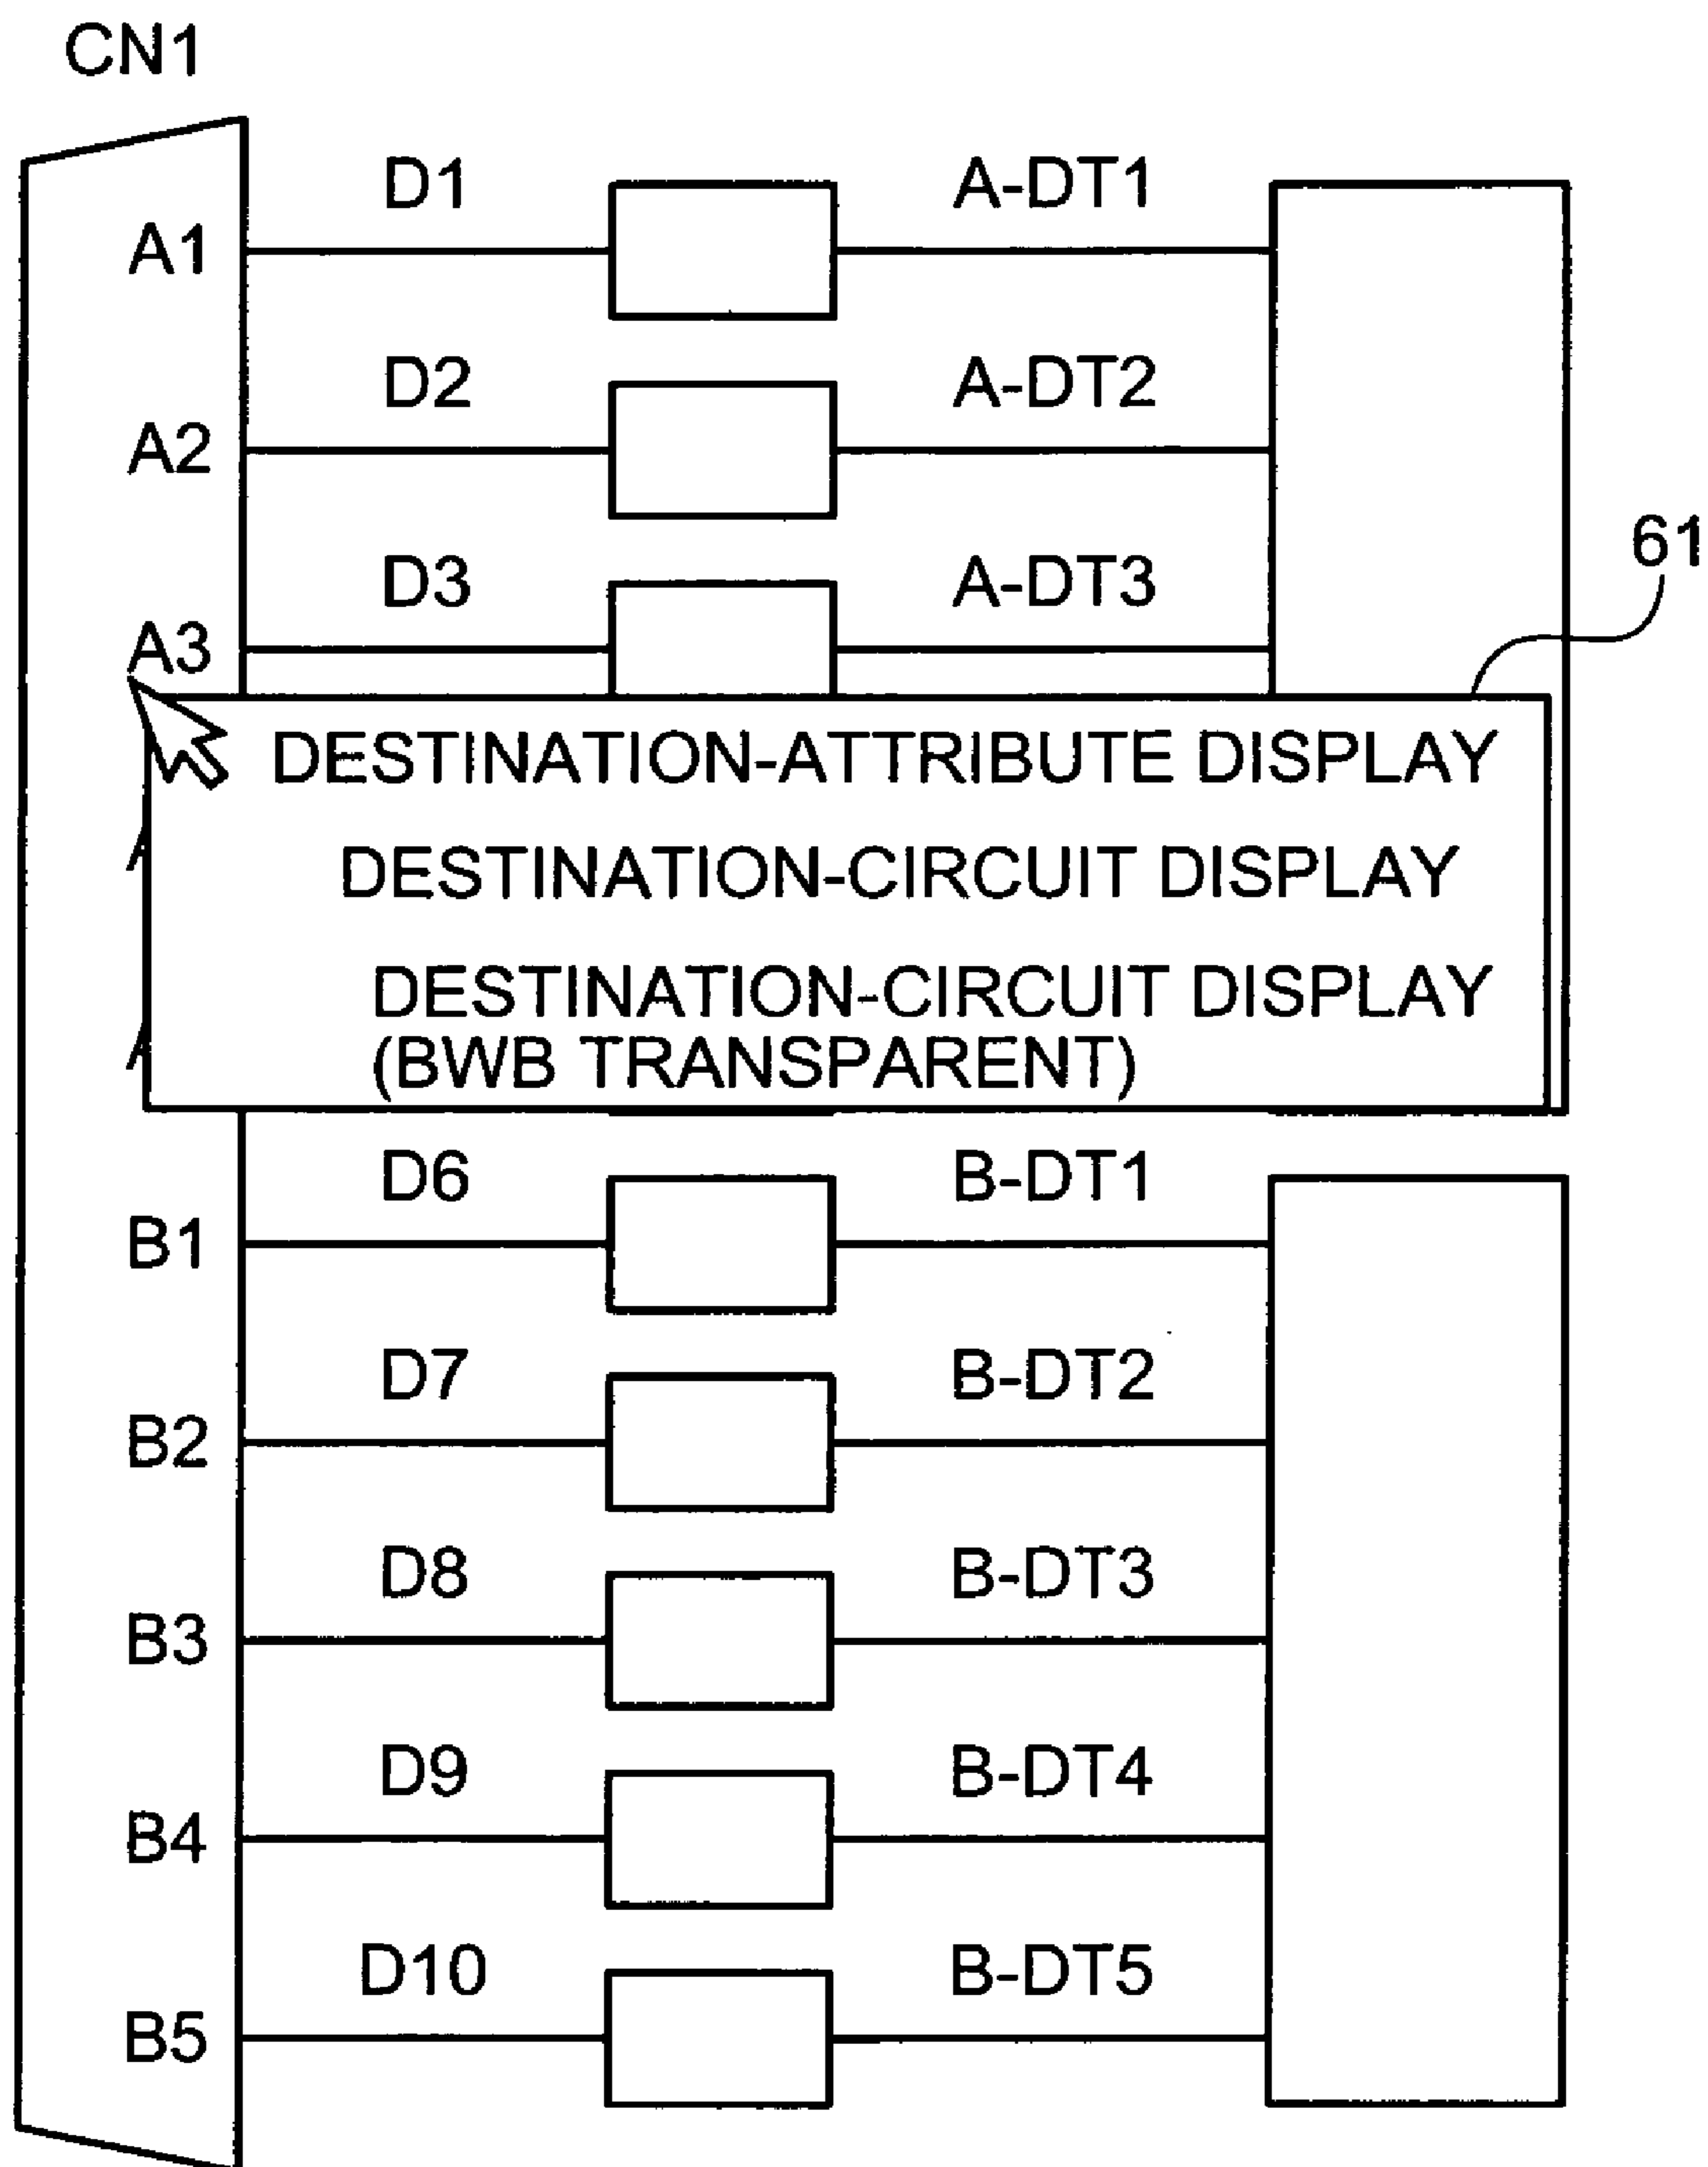 CN1
D1 A-DT1
A1
D2 A-DT2
A2
61
D3 A-DT3
A3
DESTINATION-ATTRIBUTE DISPLAY
DESTINATION-CIRCUIT DISPLAY
DESTINATION-CIRCUIT DISPLAY
(BWB TRANSPARENT)
D6 B-DT1
B1
D7 B-DT2
B2
D8 B-DT3
B3
D9 B-DT4
B4
D10 B-DT5
B5